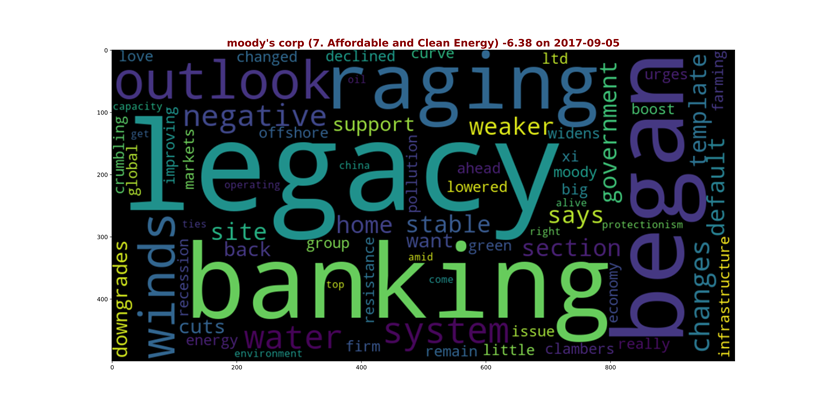 moody's corp (7. Affordable and Clean Energy) -6.38 on 2017-09-05
0
100
200
300
400
0
200
400
600
800
love
changed
declined
curve
ltd
outlook
raging
oil
urges
farming
capacity
negative
government
boost
template
began
crumbling
global
get
improving
markets
offshore
support
weaker
widens
legacy
pollution
china
ahead
xi
moody
operating
lowered
big
alive
default
says
ties
site
home
stable
right
protectionism
winds
back
group
want
green
section
amid
downgrades
recession
banking
resistance
top
come
economy
changes
infrastructure
cuts
water
system
issue
energy
firm
remain
little
clambers
really
environment